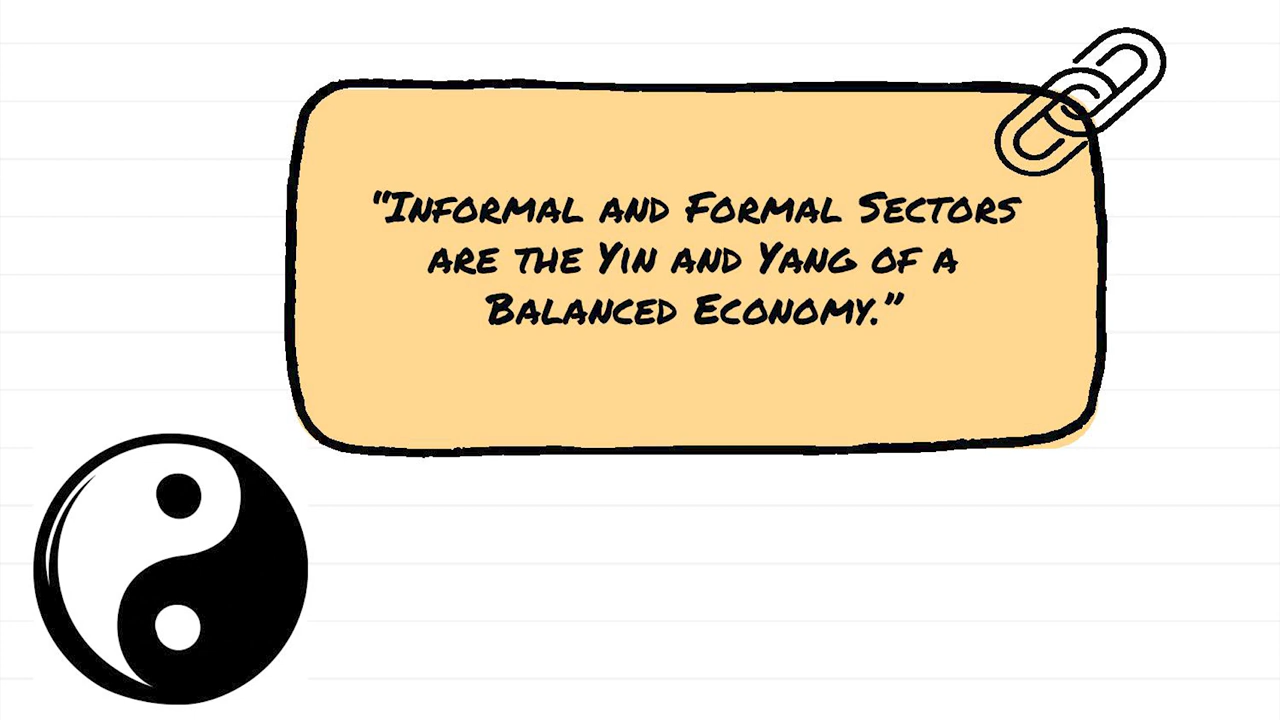 "Informal and Formal Sectors
are the Yin and Yang of a
Balanced Economy."